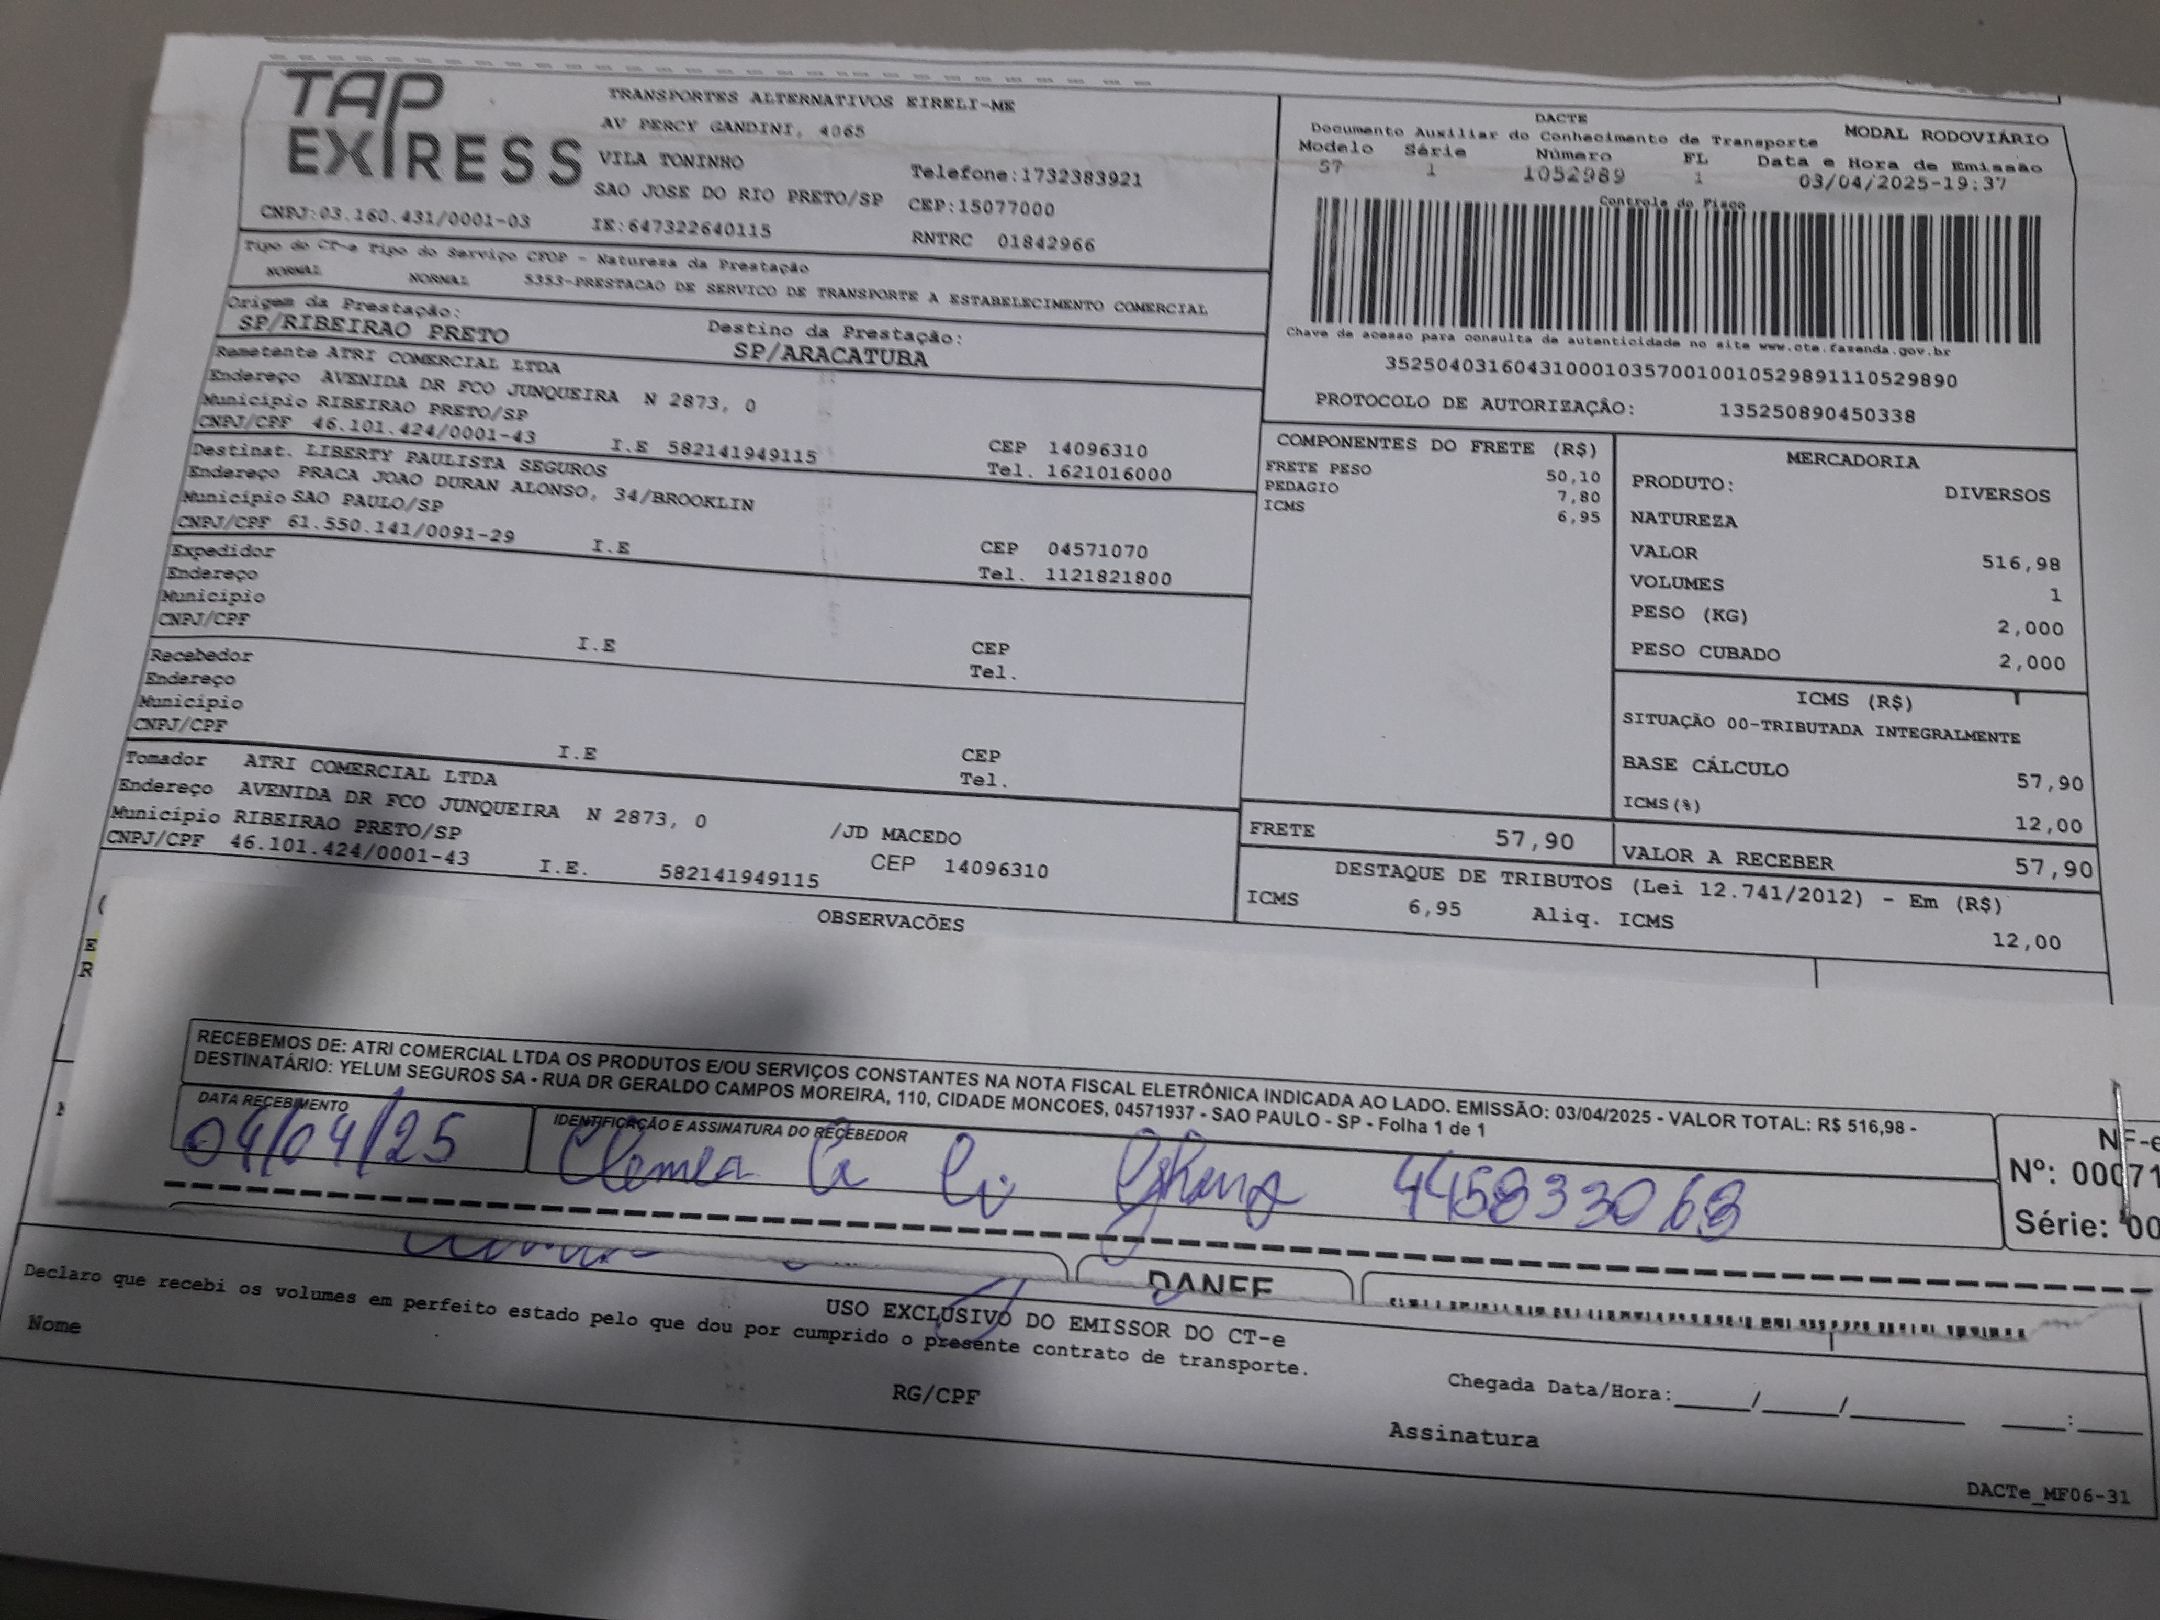 TAP
EXPRESS
TRANSPORTES ALTERNATIVOS EIRELI-ME
AV PERCY GANDINI, 4065
VILA TONINHO Telefone:1732383921
SAO JOSE DO RIO PRETO/SP CEP:15077000
CNPJ:03.160.431/0001-03 IE:647322640115 RNTRC 01842966
DACTE
Documento Auxiliar do Conhecimento de Transporte MODAL RODOVIÁRIO
Modelo Série Número FL Data e Hora de Emissão
57 1 1052989 1 03/04/2025-19:37
Controle do Fisco
Chave de acesso para consulta de autenticidade no site www.cte.fazenda.gov.br
35250403160431000103570010010529891110529890
PROTOCOLO DE AUTORIZAÇÃO: 135250890450338
Tipo do CT-e Tipo do Serviço CFOP - Natureza da Prestação
NORMAL NORMAL 5353-PRESTACAO DE SERVICO DE TRANSPORTE A ESTABELECIMENTO COMERCIAL
Origem da Prestação: Destino da Prestação:
SP/RIBEIRAO PRETO SP/ARACATUBA
Remetente ATRI COMERCIAL LTDA
Endereço AVENIDA DR FCO JUNQUEIRA N 2873, 0
Município RIBEIRAO PRETO/SP CEP 14096310
CNPJ/CPF 46.101.424/0001-43 I.E 582141949115 Tel. 1621016000
Destinat. LIBERTY PAULISTA SEGUROS
Endereço PRACA JOAO DURAN ALONSO, 34/BROOKLIN
Município SAO PAULO/SP CEP 04571070
CNPJ/CPF 61.550.141/0091-29 I.E Tel. 1121821800
Expedidor
Endereço
Município CEP
CNPJ/CPF I.E Tel.
Recebedor
Endereço
Município CEP
CNPJ/CPF I.E Tel.
Tomador ATRI COMERCIAL LTDA
Endereço AVENIDA DR FCO JUNQUEIRA N 2873, 0 /JD MACEDO
Município RIBEIRAO PRETO/SP CEP 14096310
CNPJ/CPF 46.101.424/0001-43 I.E. 582141949115
COMPONENTES DO FRETE (R$)
FRETE PESO 50,10
PEDAGIO 7,80
ICMS 6,95
MERCADORIA
PRODUTO: DIVERSOS
NATUREZA
VALOR 516,98
VOLUMES 1
PESO (KG) 2,000
PESO CUBADO 2,000
ICMS (R$)
SITUAÇÃO 00-TRIBUTADA INTEGRALMENTE
BASE CÁLCULO 57,90
ICMS(%) 12,00
FRETE 57,90 VALOR A RECEBER 57,90
DESTAQUE DE TRIBUTOS (Lei 12.741/2012) - Em (R$)
ICMS 6,95 Aliq. ICMS 12,00
OBSERVACÕES
E
R
RECEBEMOS DE: ATRI COMERCIAL LTDA OS PRODUTOS E/OU SERVIÇOS CONSTANTES NA NOTA FISCAL ELETRÔNICA INDICADA AO LADO. EMISSÃO: 03/04/2025 - VALOR TOTAL: R$ 516,98 -
DESTINATÁRIO: YELUM SEGUROS SA - RUA DR GERALDO CAMPOS MOREIRA, 110, CIDADE MONCOES, 04571937 - SAO PAULO - SP - Folha 1 de 1
DATA RECEBIMENTO IDENTIFICAÇÃO E ASSINATURA DO RECEBEDOR
04/04/25 445833068
NF-e
Nº: 00071
Série: 00
DANFE
USO EXCLUSIVO DO EMISSOR DO CT-e
Declaro que recebi os volumes em perfeito estado pelo que dou por cumprido o presente contrato de transporte.
Nome RG/CPF Assinatura Chegada Data/Hora:_____/_____/_______ ____:____
DACTe_MF06-31